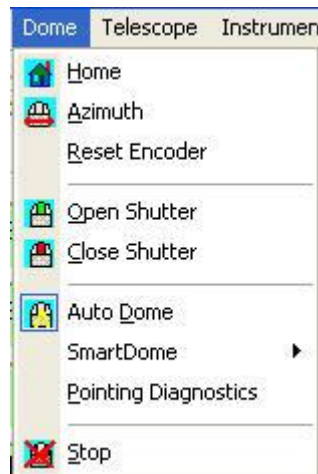 Dome Telescope Instrumen
Home
Azimuth
Reset Encoder
Open Shutter
Close Shutter
Auto Dome
SmartDome
Pointing Diagnostics
Stop